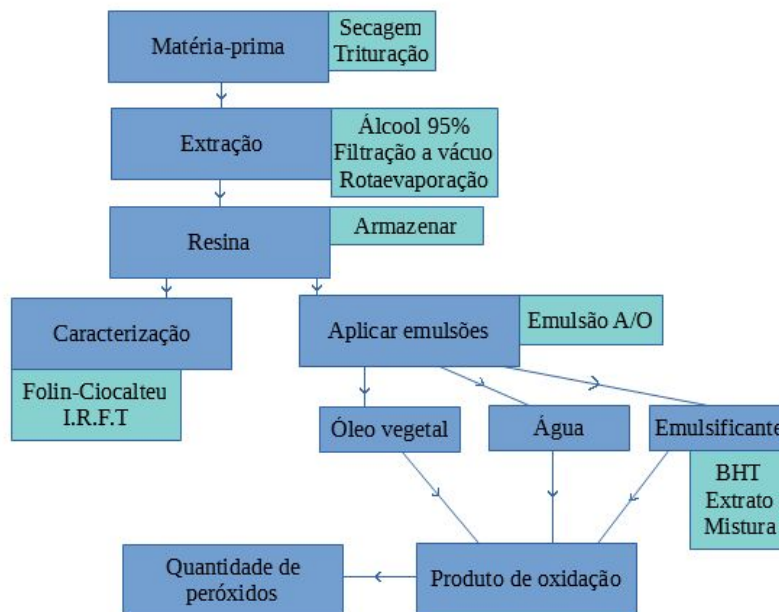 Matéria-prima
Secagem
Trituração
Extração
Álcool 95%
Filtração a vácuo
Rotaevaporação
Resina
Armazenar
Caracterização
Folin-Ciocalteu
I.R.F.T
Aplicar emulsões
Emulsão A/O
Óleo vegetal
Água
Emulsificante
BHT
Extrato
Mistura
Produto de oxidação
Quantidade de
peróxidos